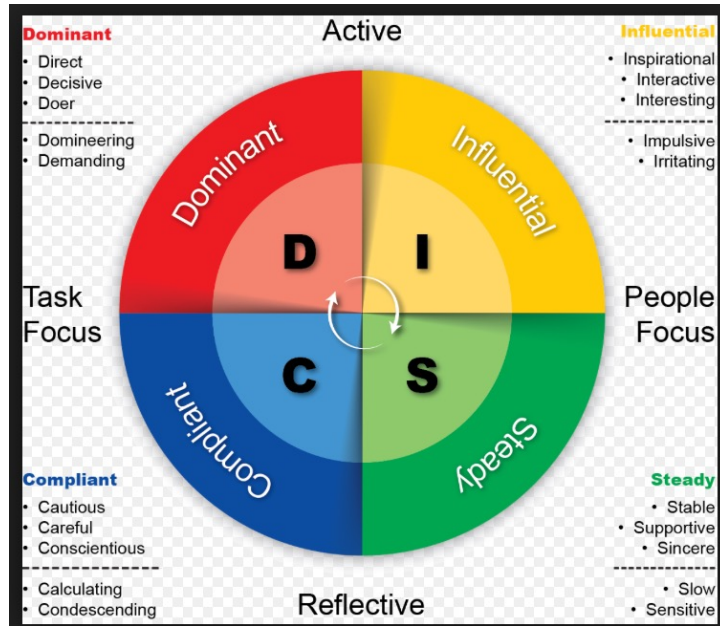 Active
Dominant
• Direct
• Decisive
• Doer
• Domineering
• Demanding
Influential
• Inspirational
• Interactive
• Interesting
• Impulsive
• Irritating
Dominant
Influential
D
I
Task
Focus
People
Focus
C
S
Compliant
Steady
Compliant
• Cautious
• Careful
• Conscientious
• Calculating
• Condescending
Steady
• Stable
• Supportive
• Sincere
• Slow
• Sensitive
Reflective